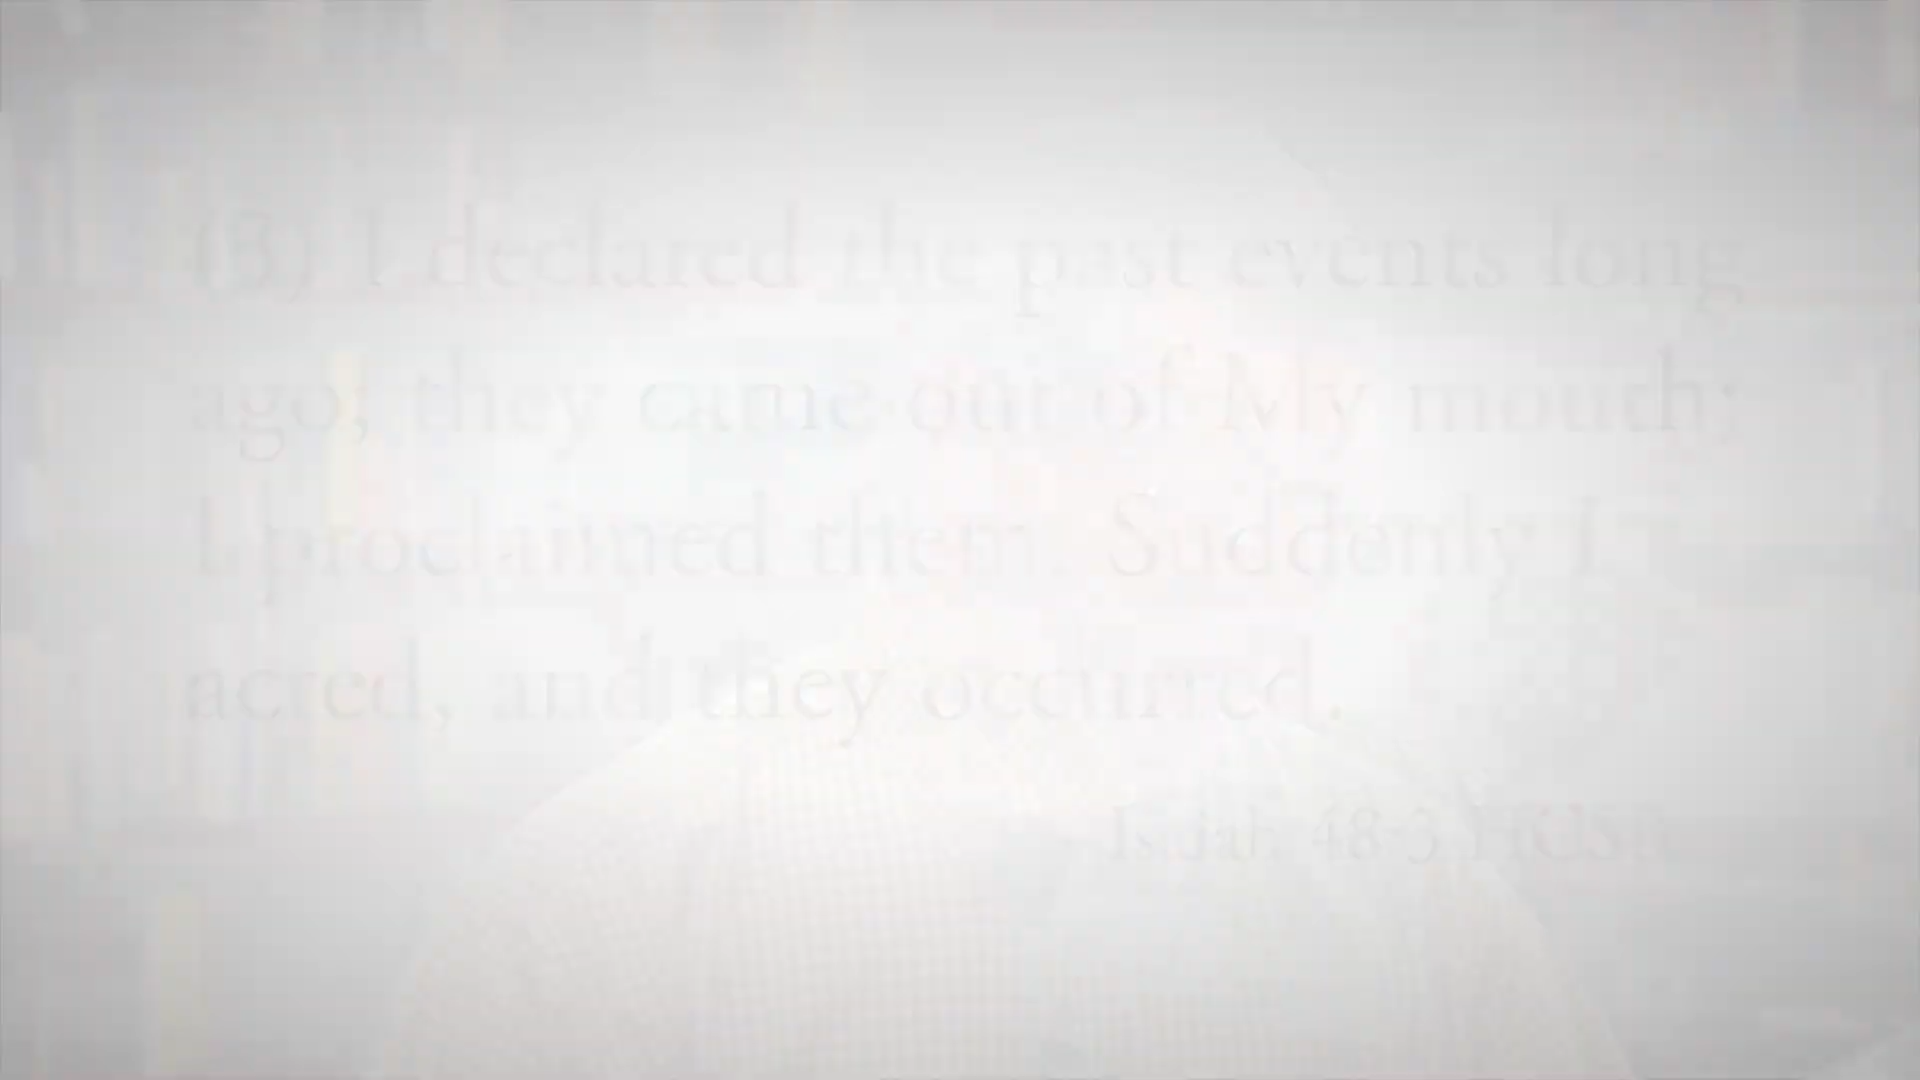 (3) I declared the past events long
ago; they came out of My mouth;
I proclaimed them. Suddenly I
acted, and they occurred.
Isaiah 48:3 HCSB